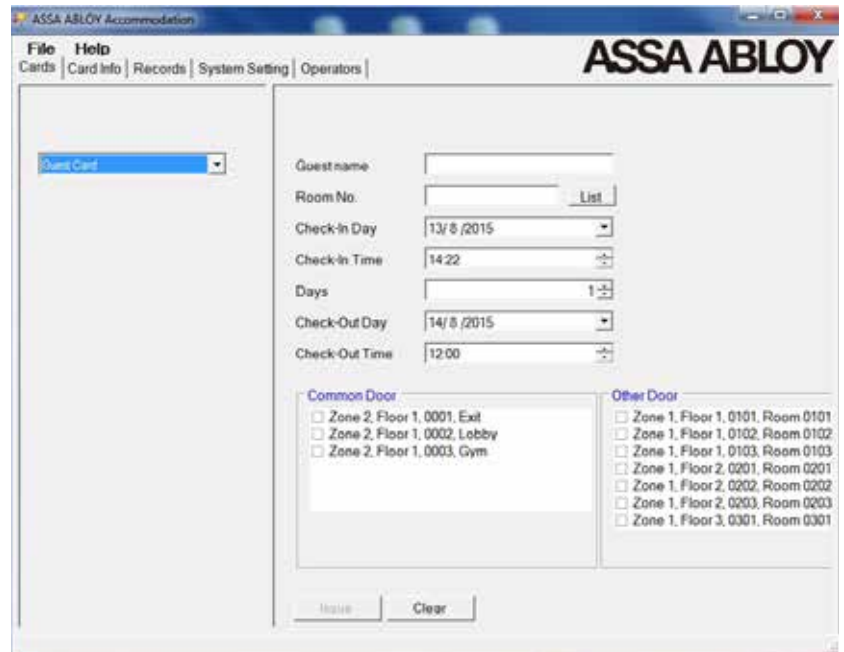 ASSA ABLOY Accommodation
File Help
ASSA ABLOY
Cards Card Info Records System Setting Operators
Guest Card
Guest name
Room No. List
Check-In Day 13/ 8 /2015
Check-In Time 14:22
Days 1
Check-Out Day 14/ 8 /2015
Check-Out Time 12:00
Common Door
Zone 2, Floor 1, 0001, Exit
Zone 2, Floor 1, 0002, Lobby
Zone 2, Floor 1, 0003, Gym
Other Door
Zone 1, Floor 1, 0101, Room 0101
Zone 1, Floor 1, 0102, Room 0102
Zone 1, Floor 1, 0103, Room 0103
Zone 1, Floor 2, 0201, Room 0201
Zone 1, Floor 2, 0202, Room 0202
Zone 1, Floor 2, 0203, Room 0203
Zone 1, Floor 3, 0301, Room 0301
Issue Clear